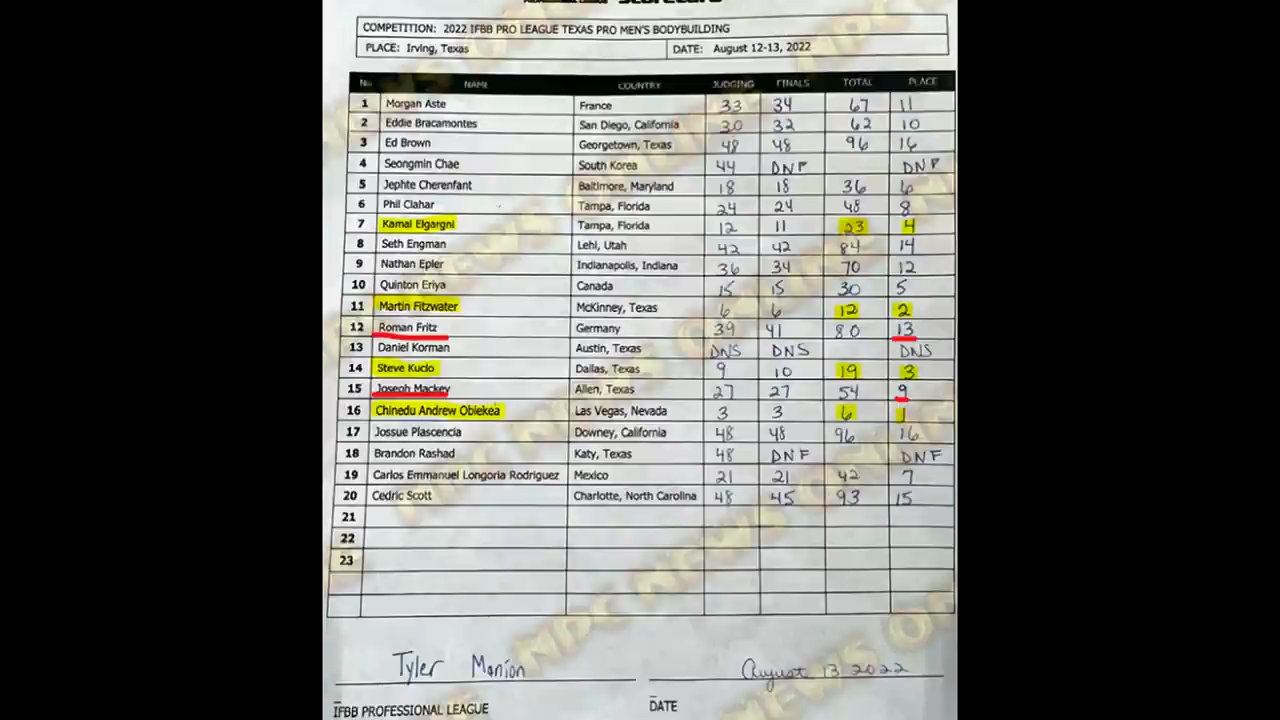 Scorecard
COMPETITION: 2022 IFBB PRO LEAGUE TEXAS PRO MEN'S BODYBUILDING
PLACE: Irving, Texas DATE: August 12-13, 2022
No. NAME COUNTRY JUDGING FINALS TOTAL PLACE
1 Morgan Aste France 33 34 67 11
2 Eddie Bracamontes San Diego, California 30 32 62 10
3 Ed Brown Georgetown, Texas 48 48 96 16
4 Seongmin Chae South Korea 44 DNF DNF
5 Jephte Cherenfant Baltimore, Maryland 18 18 36 6
6 Phil Clahar Tampa, Florida 24 24 48 8
7 Kamal Elgargni Tampa, Florida 12 11 23 4
8 Seth Engman Lehi, Utah 42 42 84 14
9 Nathan Epler Indianapolis, Indiana 36 34 70 12
10 Quinton Eriya Canada 15 15 30 5
11 Martin Fitzwater McKinney, Texas 6 6 12 2
12 Roman Fritz Germany 39 41 80 13
13 Daniel Korman Austin, Texas DNS DNS DNS
14 Steve Kuclo Dallas, Texas 9 10 19 3
15 Joseph Mackey Allen, Texas 27 27 54 9
16 Chinedu Andrew Obiekea Las Vegas, Nevada 3 3 6 1
17 Jossue Plascencia Downey, California 48 48 96 16
18 Brandon Rashad Katy, Texas 48 DNF DNF
19 Carlos Emmanuel Longoria Rodriguez Mexico 21 21 42 7
20 Cedric Scott Charlotte, North Carolina 48 45 93 15
21
22
23
Tyler Manion August 13 2022
IFBB PROFESSIONAL LEAGUE DATE